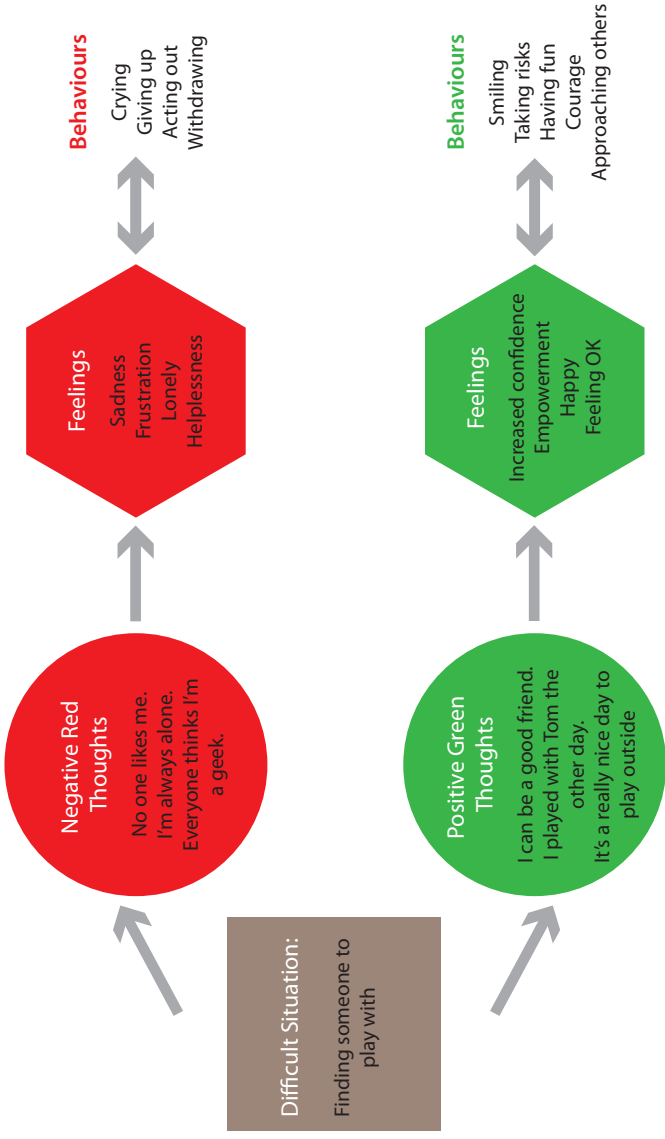 Difficult Situation:
Finding someone to
play with
Negative Red
Thoughts
No one likes me.
I'm always alone.
Everyone thinks I'm
a geek.
Feelings
Sadness
Frustration
Lonely
Helplessness
Behaviours
Crying
Giving up
Acting out
Withdrawing
Positive Green
Thoughts
I can be a good friend.
I played with Tom the
other day.
It's a really nice day to
play outside
Feelings
Increased confidence
Empowerment
Happy
Feeling OK
Behaviours
Smiling
Taking risks
Having fun
Courage
Approaching others